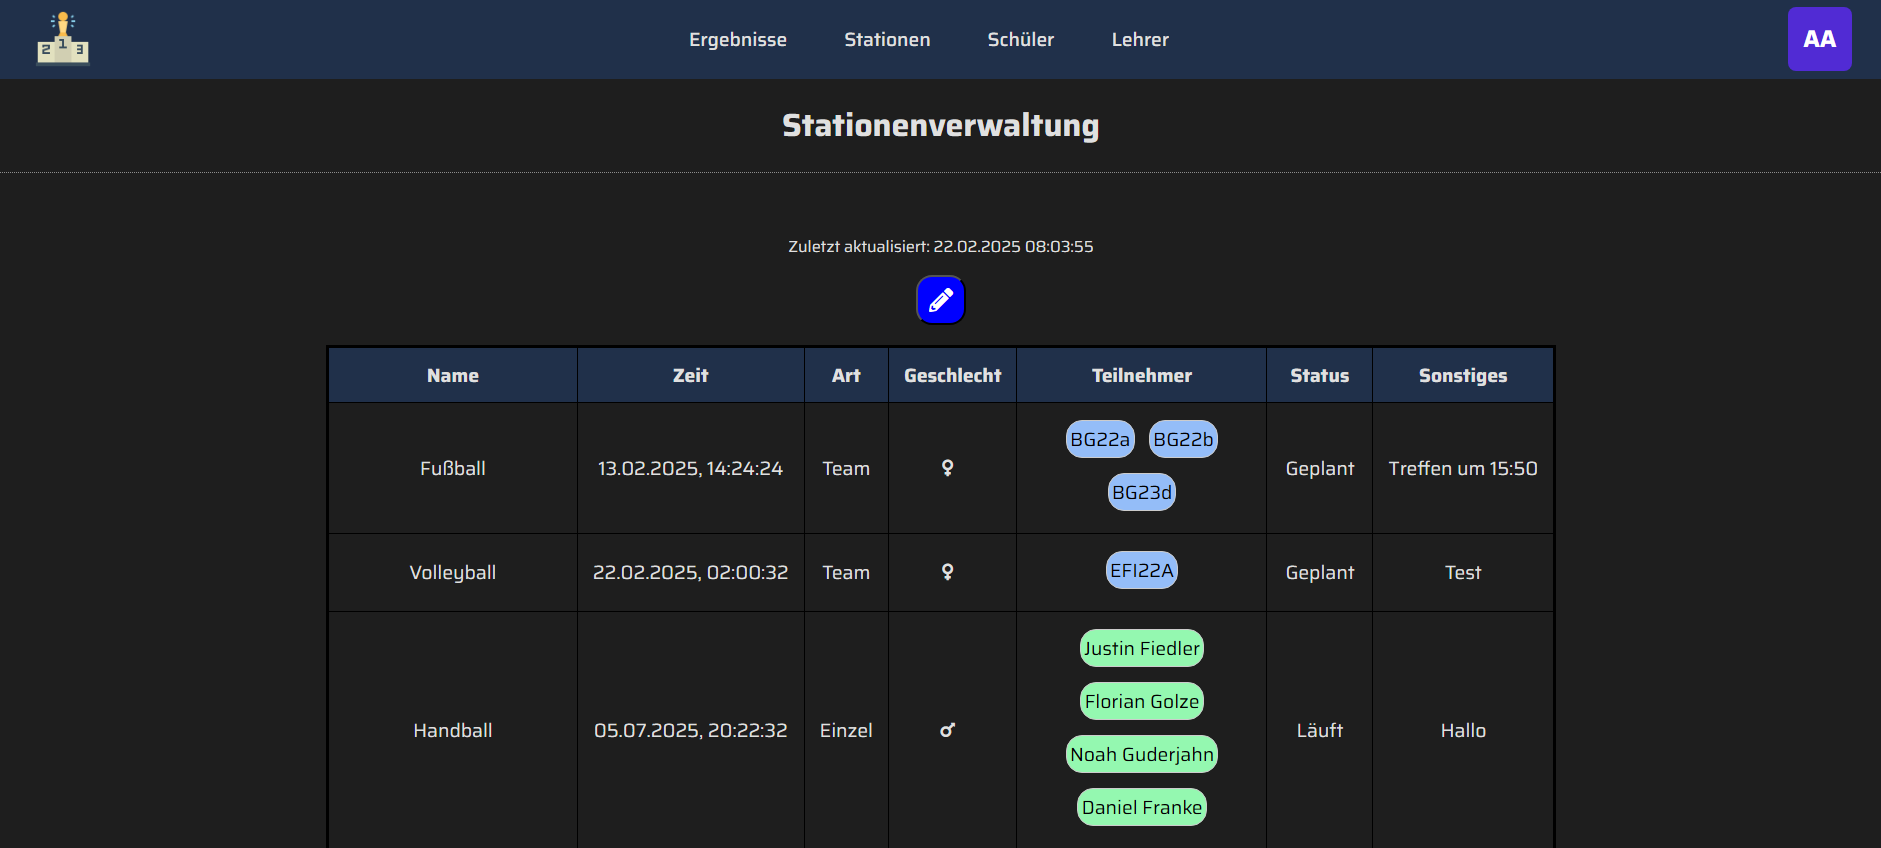 2 1 3
Ergebnisse Stationen Schüler Lehrer
AA
Stationenverwaltung
Zuletzt aktualisiert: 22.02.2025 08:03:55
Name Zeit Art Geschlecht Teilnehmer Status Sonstiges
BG22a BG22b
Fußball 13.02.2025, 14:24:24 Team ♀ Geplant Treffen um 15:50
BG23d
Volleyball 22.02.2025, 02:00:32 Team ♀ EFI22A Geplant Test
Justin Fiedler
Florian Golze
Handball 05.07.2025, 20:22:32 Einzel ♂ Läuft Hallo
Noah Guderjahn
Daniel Franke